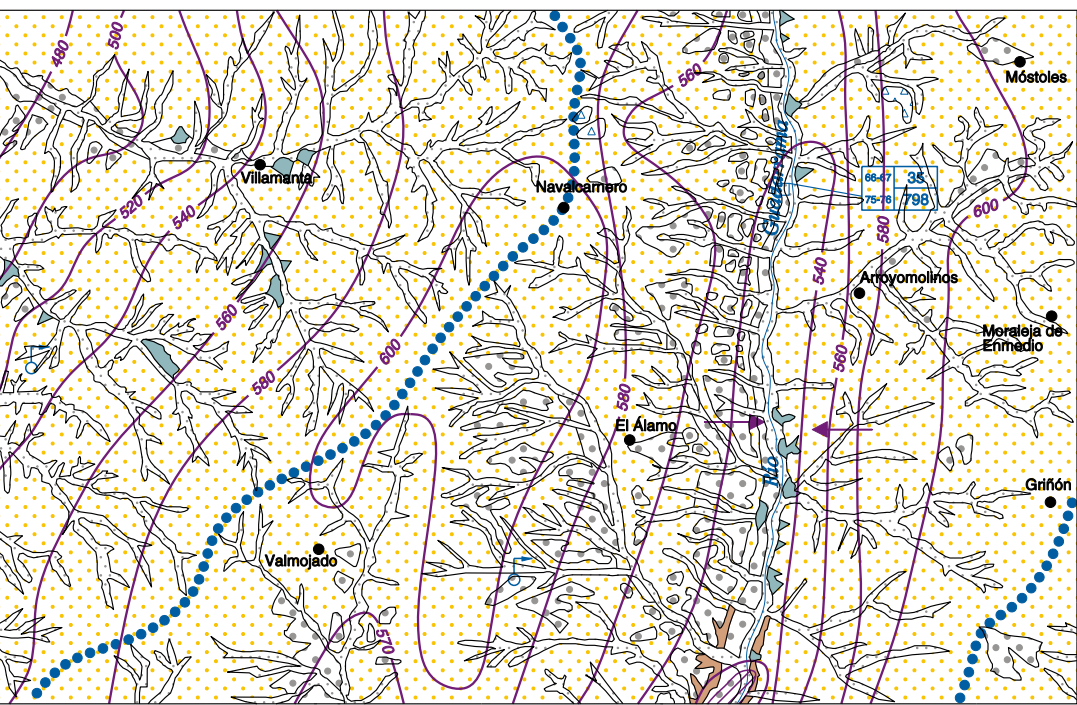 480
500
560
Móstoles
Guadarrama
Villamanta
Navalcarnero
66-67 35
75-76 798
520
540
600
580
540
Arroyomolinos
560
Moraleja de
Enmedio
600
560
580
580
El Álamo
Río
Griñón
Valmojado
570